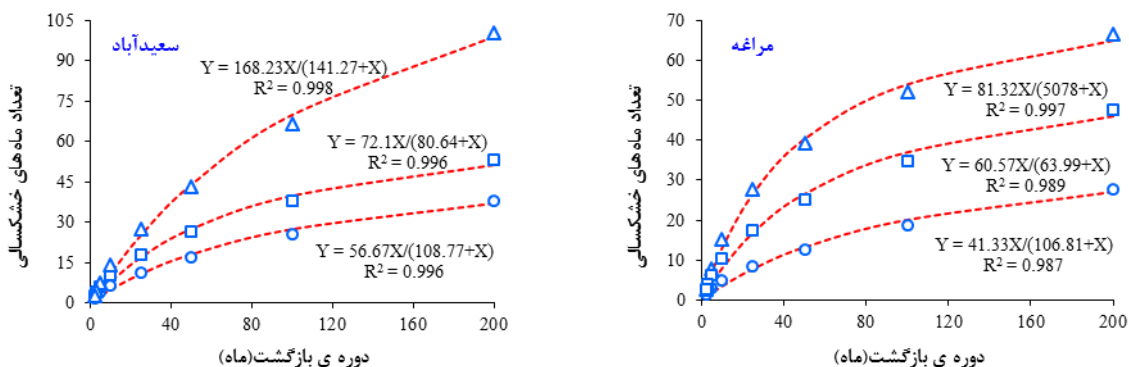 سعیدآباد
تعداد ماه‌های خشکسالی
105
90
75
60
45
30
15
0
Y = 168.23X/(141.27+X)
R² = 0.998
Y = 72.1X/(80.64+X)
R² = 0.996
Y = 56.67X/(108.77+X)
R² = 0.996
0 40 80 120 160 200
دوره ی بازگشت(ماه)
مراغه
تعداد ماه‌های خشکسالی
70
60
50
40
30
20
10
0
Y = 81.32X/(5078+X)
R² = 0.997
Y = 60.57X/(63.99+X)
R² = 0.989
Y = 41.33X/(106.81+X)
R² = 0.987
0 40 80 120 160 200
دوره ی بازگشت(ماه)